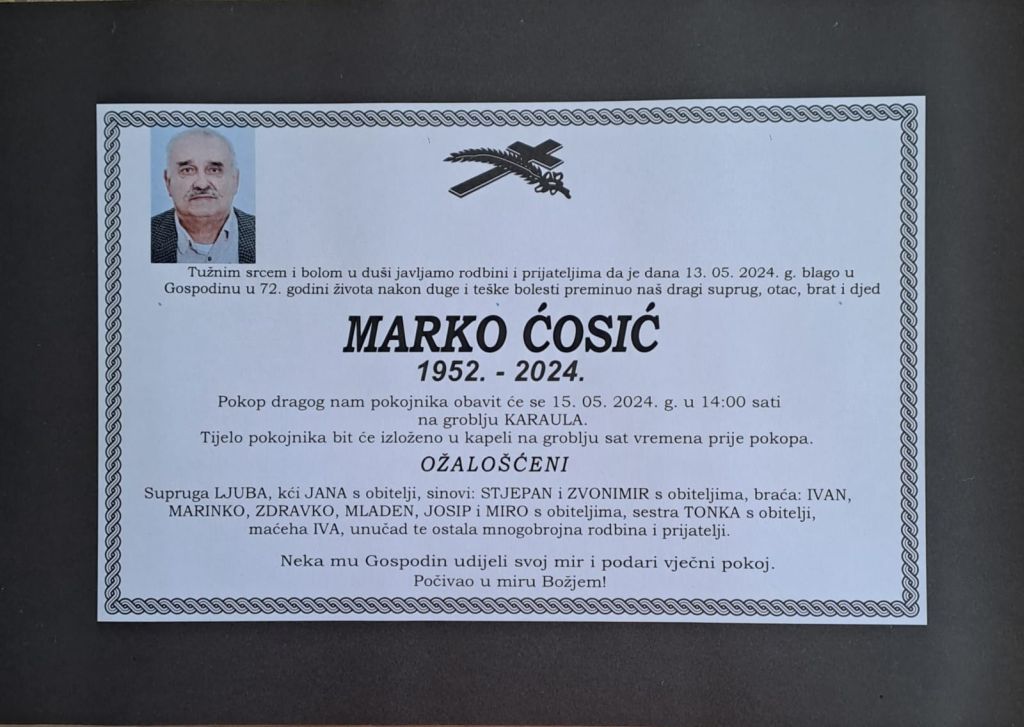 Tužnim srcem i bolom u duši javljamo rodbini i prijateljima da je dana 13. 05. 2024. g. blago u
Gospodinu u 72. godini života nakon duge i teške bolesti preminuo naš dragi suprug, otac, brat i djed
MARKO ĆOSIĆ
1952. - 2024.
Pokop dragog nam pokojnika obavit će se 15. 05. 2024. g. u 14:00 sati
na groblju KARAULA.
Tijelo pokojnika bit će izloženo u kapeli na groblju sat vremena prije pokopa.
OŽALOŠĆENI
Supruga LJUBA, kći JANA s obitelji, sinovi: STJEPAN i ZVONIMIR s obiteljima, braća: IVAN,
MARINKO, ZDRAVKO, MLADEN, JOSIP i MIRO s obiteljima, sestra TONKA s obitelji,
maćeha IVA, unučad te ostala mnogobrojna rodbina i prijatelji.
Neka mu Gospodin udijeli svoj mir i podari vječni pokoj.
Počivao u miru Božjem!